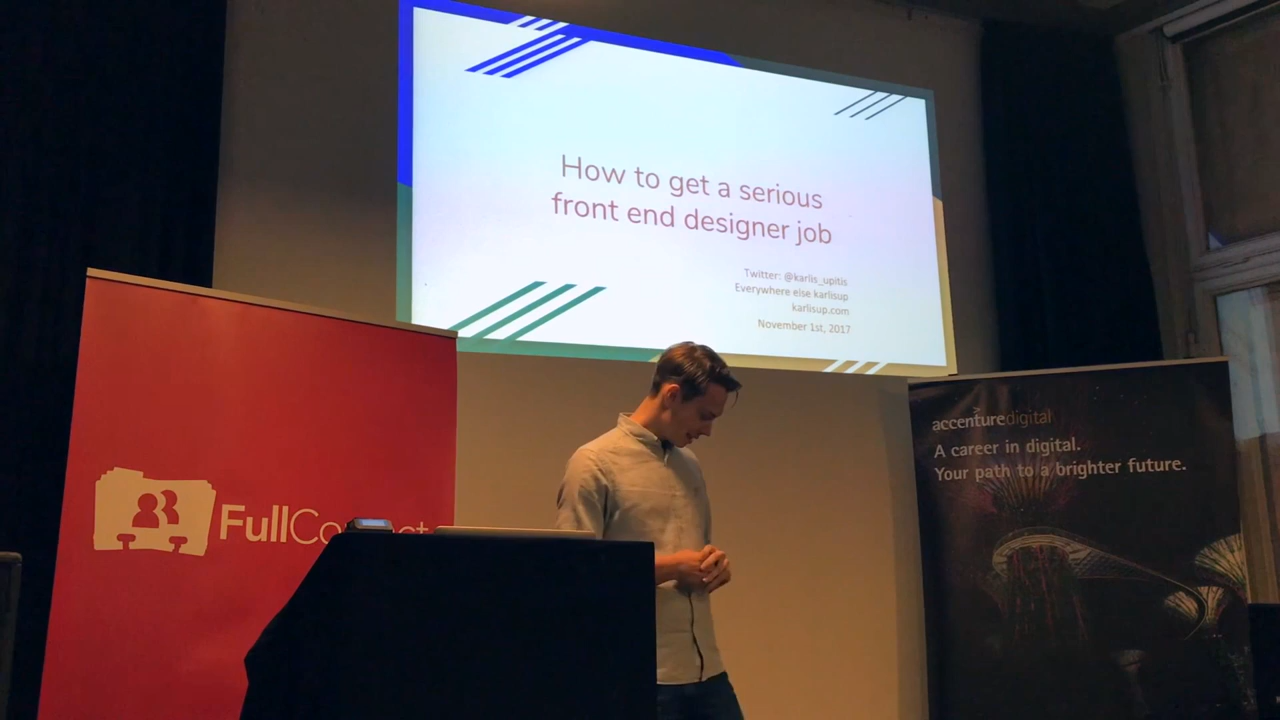 How to get a serious
front end designer job
Twitter: @karlis_upitis
Everywhere else karlisup
karlisup.com
November 1st, 2017
accenturedigital
A career in digital.
Your path to a brighter future.